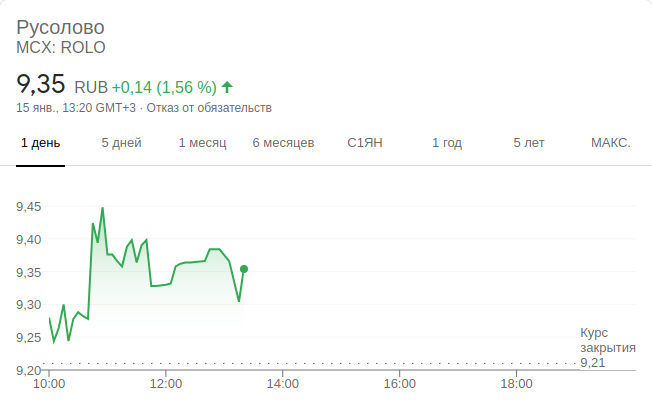 Русолово
MCX: ROLO
9,35 RUB +0,14 (1,56 %)
15 янв., 13:20 GMT+3 · Отказ от обязательств
1 день 5 дней 1 месяц 6 месяцев С1ЯН 1 год 5 лет МАКС.
9,45
9,40
9,35
9,30
9,25
9,20
Курс
закрытия
9,21
10:00 12:00 14:00 16:00 18:00